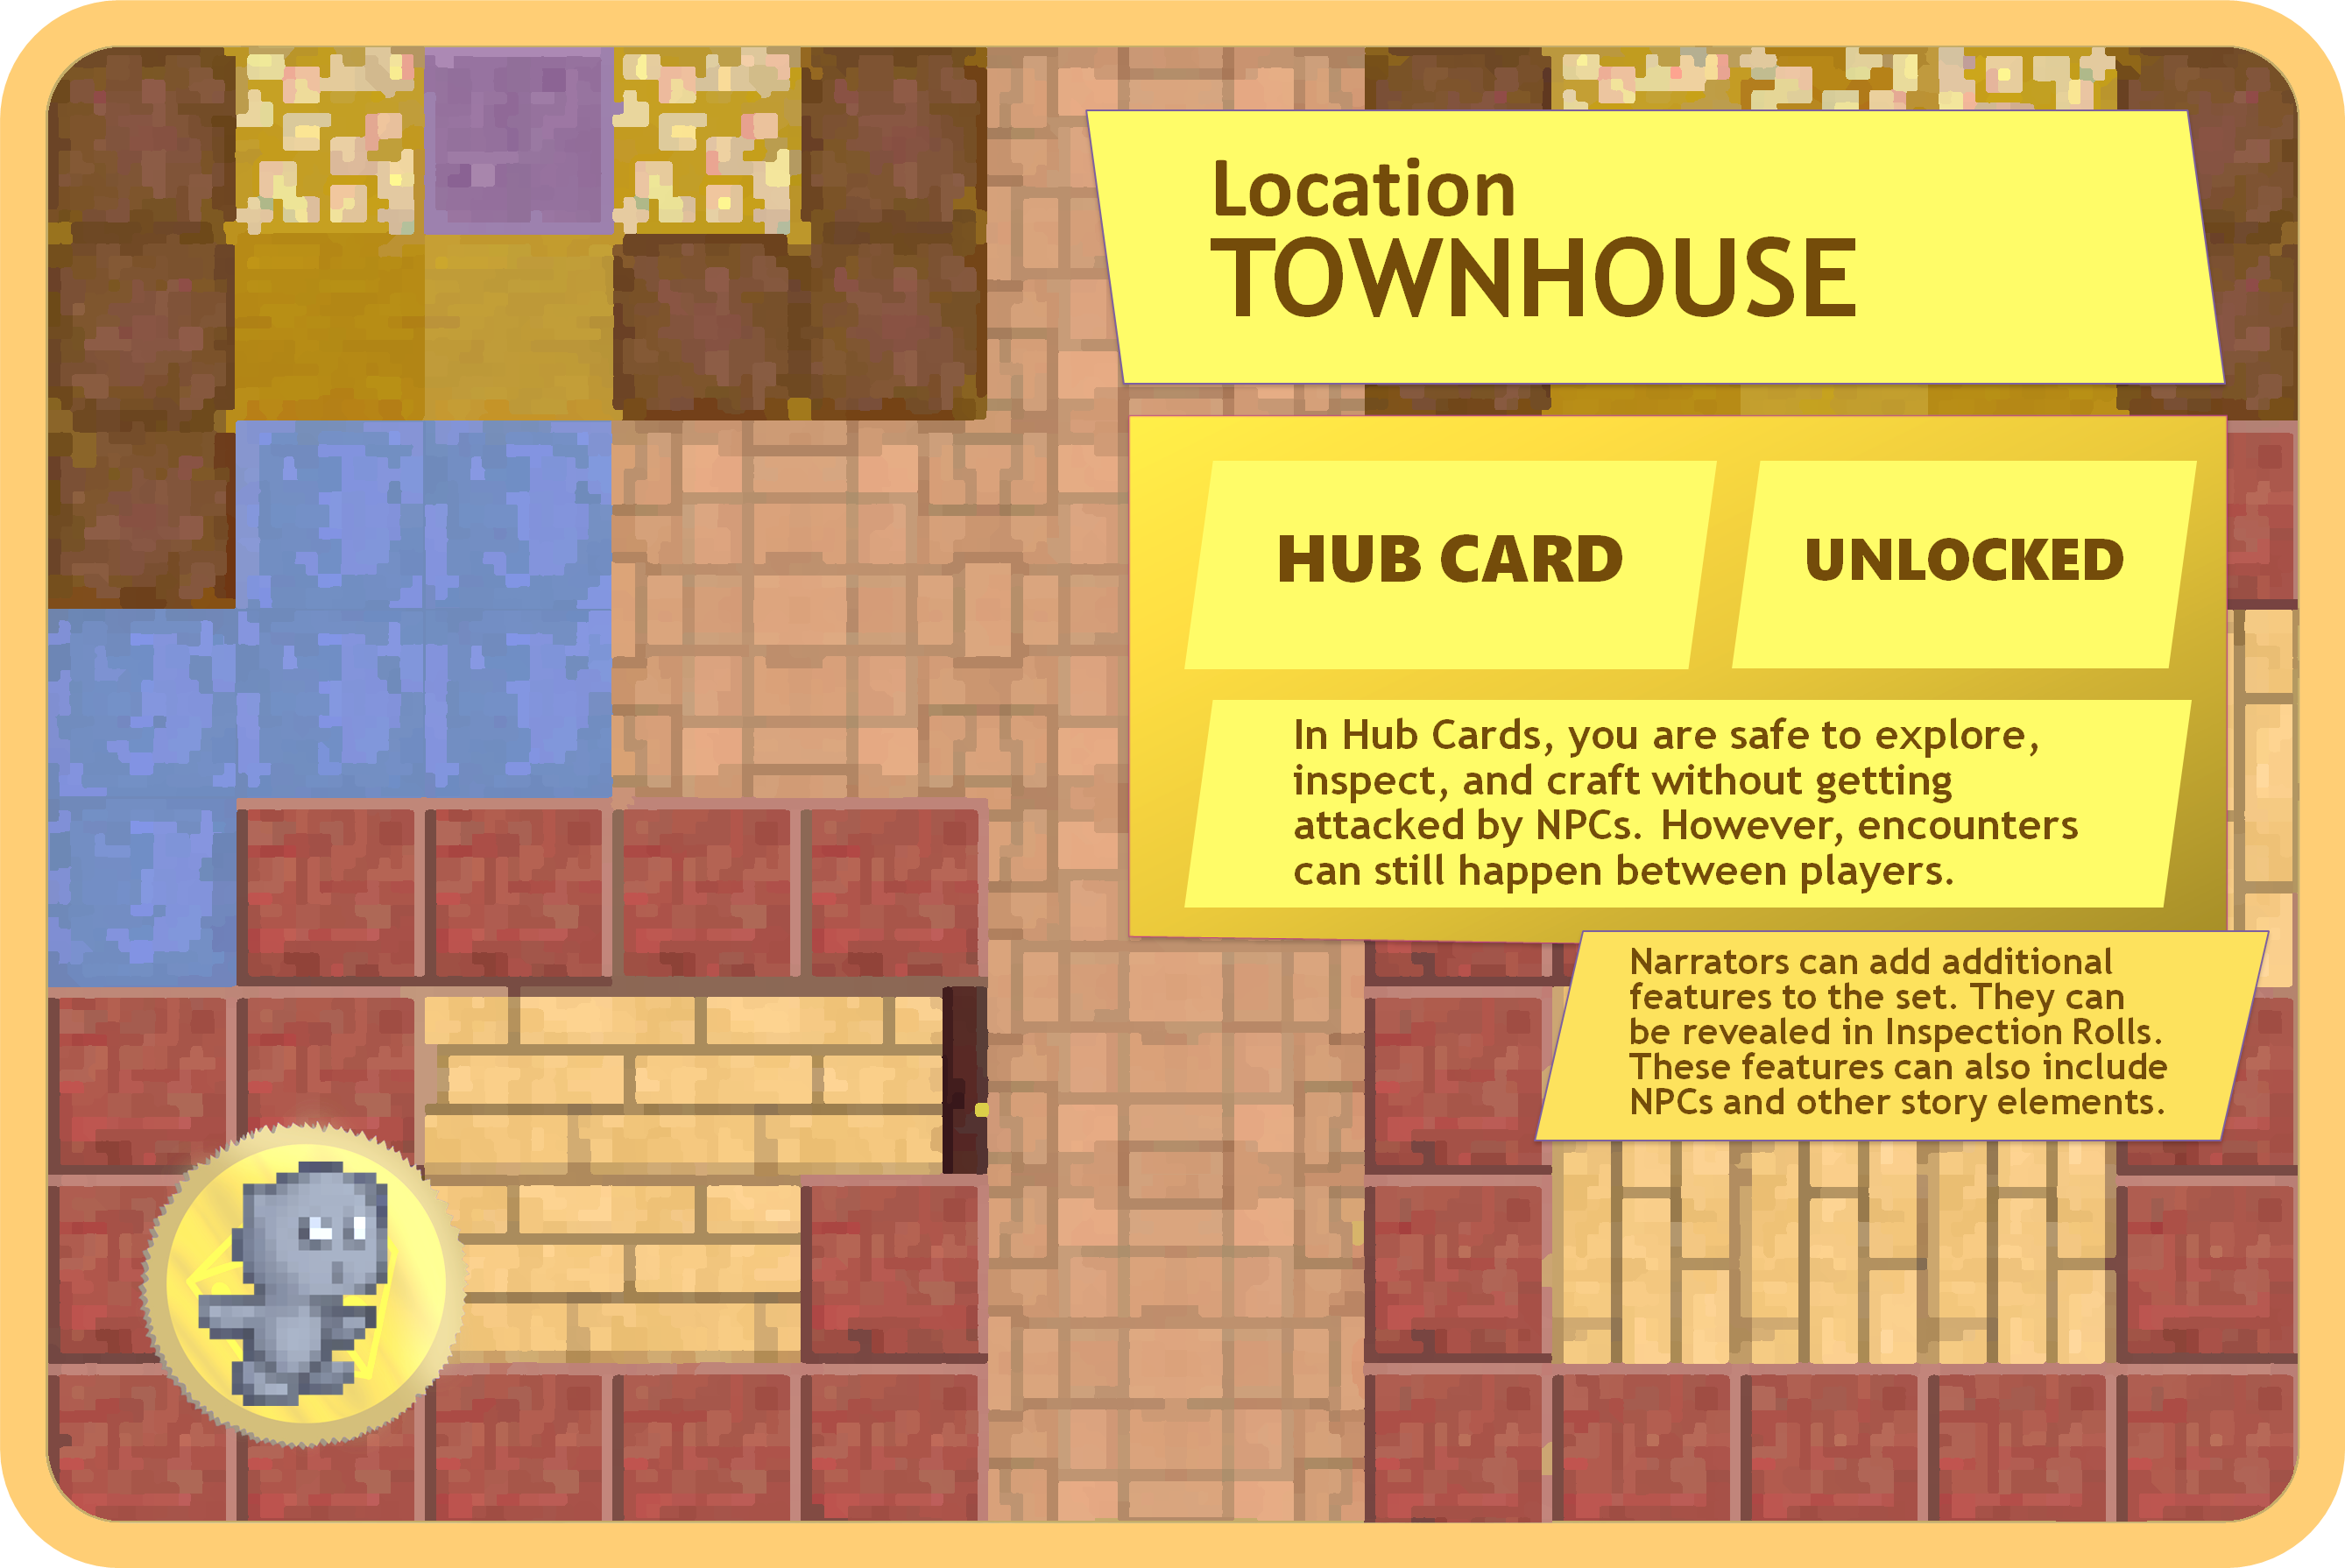 Location
TOWNHOUSE
HUB CARD
UNLOCKED
In Hub Cards, you are safe to explore,
inspect, and craft without getting
attacked by NPCs. However, encounters
can still happen between players.
Narrators can add additional
features to the set. They can
be revealed in Inspection Rolls.
These features can also include
NPCs and other story elements.